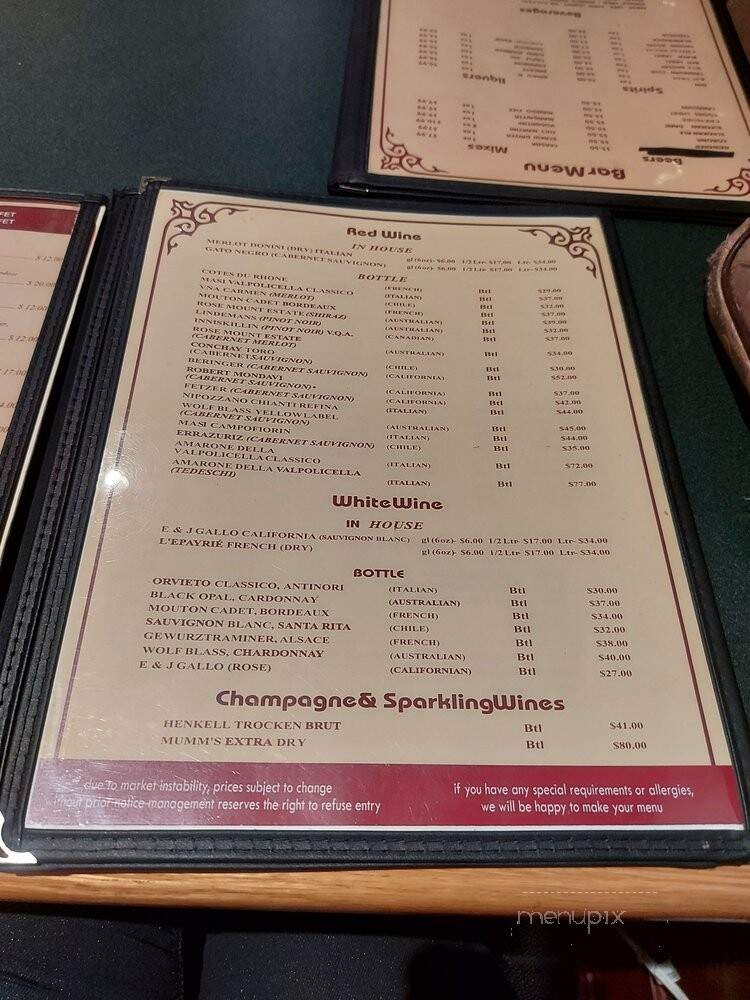 Red Wine
IN HOUSE
MERLOT DONINI (DRY) ITALIAN gl (6oz)- $6.00 1/2 Ltr- $17.00 Ltr- $34.00
GATO NEGRO (CABERNET SAUVIGNON) gl (6oz)- $6.00 1/2 Ltr- $17.00 Ltr- $34.00
BOTTLE
COTES DU RHONE (FRENCH) Btl $29.00
MASI VALPOLICELLA CLASSICO (ITALIAN) Btl $37.00
VNA CARMEN (MERLOT) (CHILE) Btl $32.00
MOUTON CADET BORDEAUX (FRENCH) Btl $37.00
ROSE MOUNT ESTATE (SHIRAZ) (AUSTRALIAN) Btl $39.00
LINDEMANS (PINOT NOIR) (AUSTRALIAN) Btl $32.00
INNISKILLIN (PINOT NOIR) V.Q.A. (CANADIAN) Btl $37.00
ROSE MOUNT ESTATE
(CABERNET MERLOT) (AUSTRALIAN) Btl $34.00
CONCHAY TORO
(CABERNETSAUVIGNON) (CHILE) Btl $30.00
BERINGER (CABERNET SAUVIGNON) (CALIFORNIA) Btl $52.00
ROBERT MONDAVI
(CABERNET SAUVIGNON)• (CALIFORNIA) Btl $37.00
FETZER (CABERNET SAUVIGNON) (CALIFORNIA) Btl $42.00
NIPOZZANO CHIANTI REFINA (ITALIAN) Btl $44.00
WOLF BLASS YELLOW LABEL
(CABERNET SAUVIGNON) (AUSTRALIAN) Btl $45.00
MASI CAMPOFIORIN (ITALIAN) Btl $44.00
ERRAZURIZ (CABERNET SAUVIGNON) (CHILE) Btl $35.00
AMARONE DELLA
VALPOLICELLA CLASSICO (ITALIAN) Btl $72.00
AMARONE DELLA VALPOLICELLA
(TEDESCHI) (ITALIAN) Btl $77.00
WhiteWine
IN HOUSE
E & J GALLO CALIFORNIA (SAUVIGNON BLANC) gl (6oz)- $6.00 1/2 Ltr- $17.00 Ltr- $34.00
L'EPAYRIÉ FRENCH (DRY) gl (6oz)- $6.00 1/2 Ltr- $17.00 Ltr- $34.00
BOTTLE
ORVIETO CLASSICO, ANTINORI (ITALIAN) Btl $30.00
BLACK OPAL, CARDONNAY (AUSTRALIAN) Btl $37.00
MOUTON CADET, BORDEAUX (FRENCH) Btl $34.00
SAUVIGNON BLANC, SANTA RITA (CHILE) Btl $32.00
GEWURZTRAMINER, ALSACE (FRENCH) Btl $38.00
WOLF BLASS, CHARDONNAY (AUSTRALIAN) Btl $40.00
E & J GALLO (ROSE) (CALIFORNIAN) Btl $27.00
Champagne& SparklingWines
HENKELL TROCKEN BRUT Btl $41.00
MUMM'S EXTRA DRY Btl $80.00
due to market instability, prices subject to change
prior notice-management reserves the right to refuse entry
if you have any special requirements or allergies,
we will be happy to make your menu
Bar Menu
Beers
Mixes
Spirits
liquers
Beverages
menupix